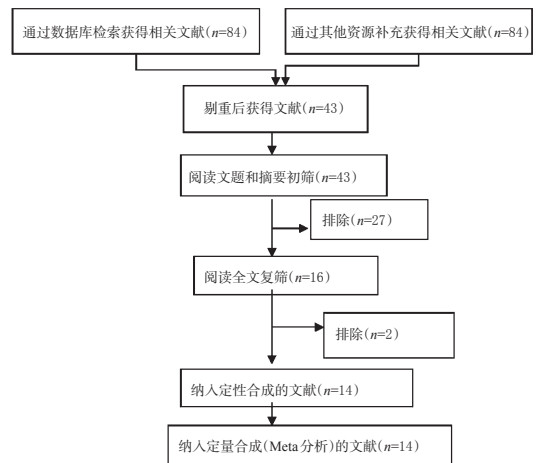 通过数据库检索获得相关文献(n=84)
通过其他资源补充获得相关文献(n=84)
剔重后获得文献(n=43)
阅读文题和摘要初筛(n=43)
排除(n=27)
阅读全文复筛(n=16)
排除(n=2)
纳入定性合成的文献(n=14)
纳入定量合成(Meta分析)的文献(n=14)